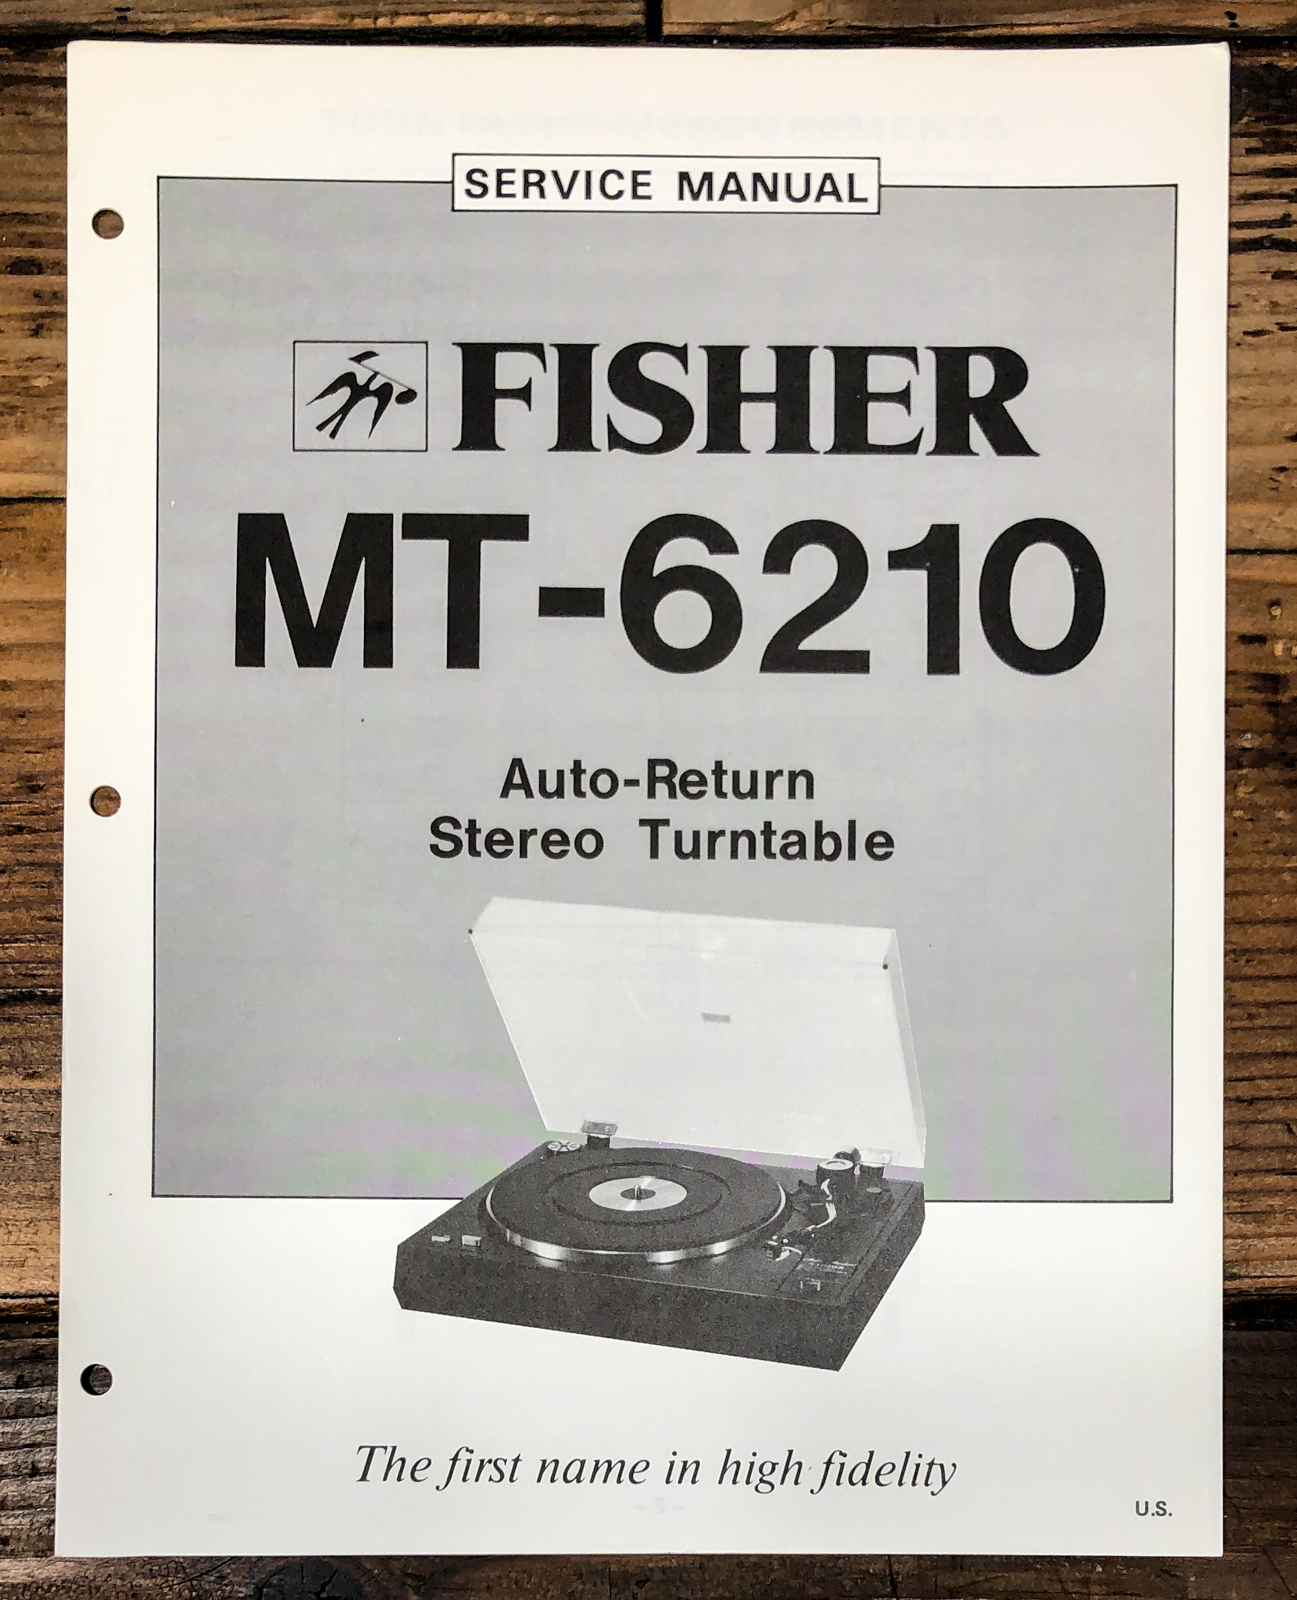 SERVICE MANUAL
FISHER
MT-6210
Auto-Return
Stereo Turntable
The first name in high fidelity
U.S.